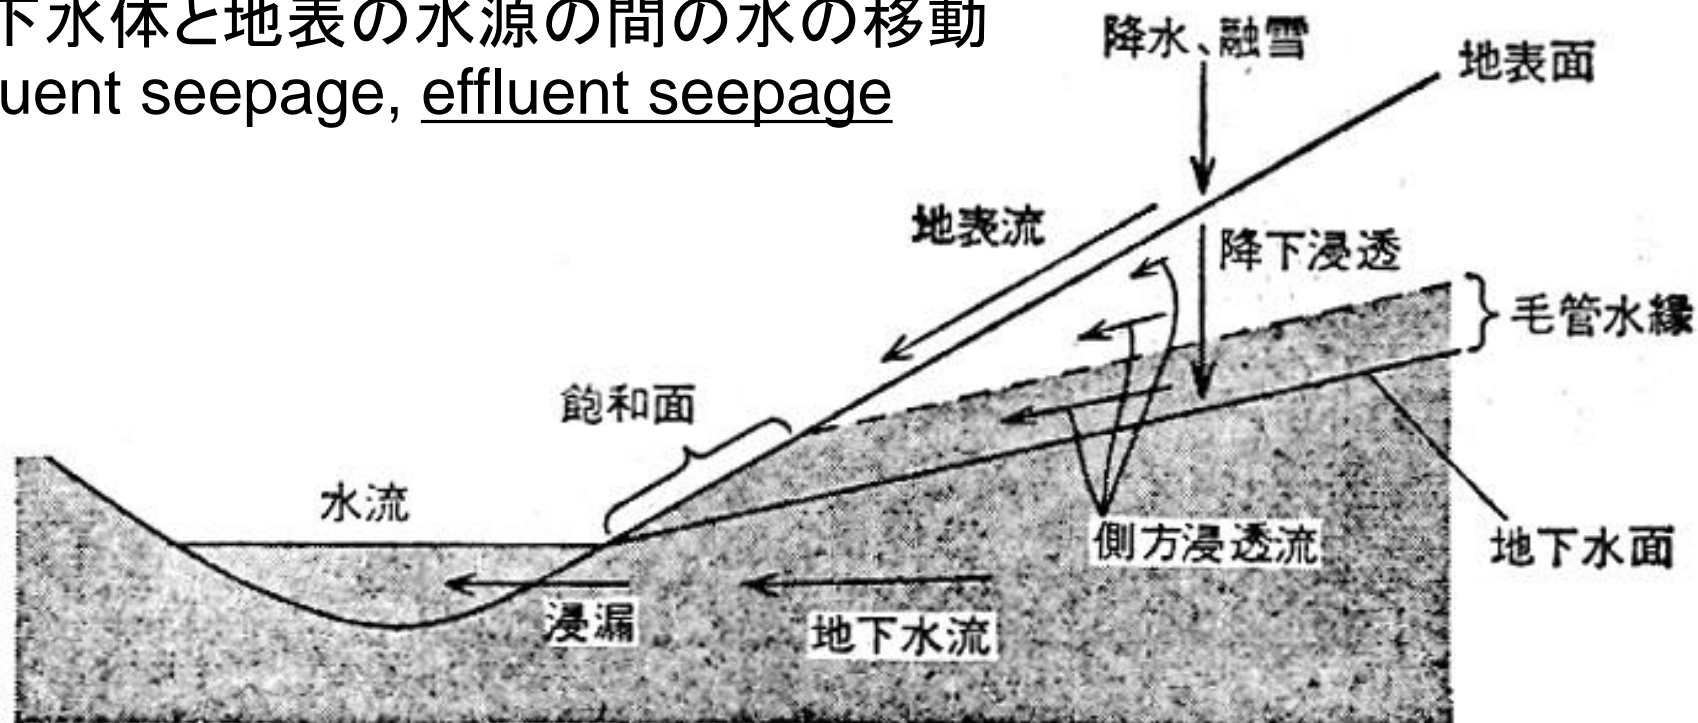 下水体と地表の水源の間の水の移動
uent seepage, effluent seepage
降水、融雪
地表面
地表流
降下浸透
毛管水縁
飽和面
水流
側方浸透流
地下水面
浸漏
地下水流